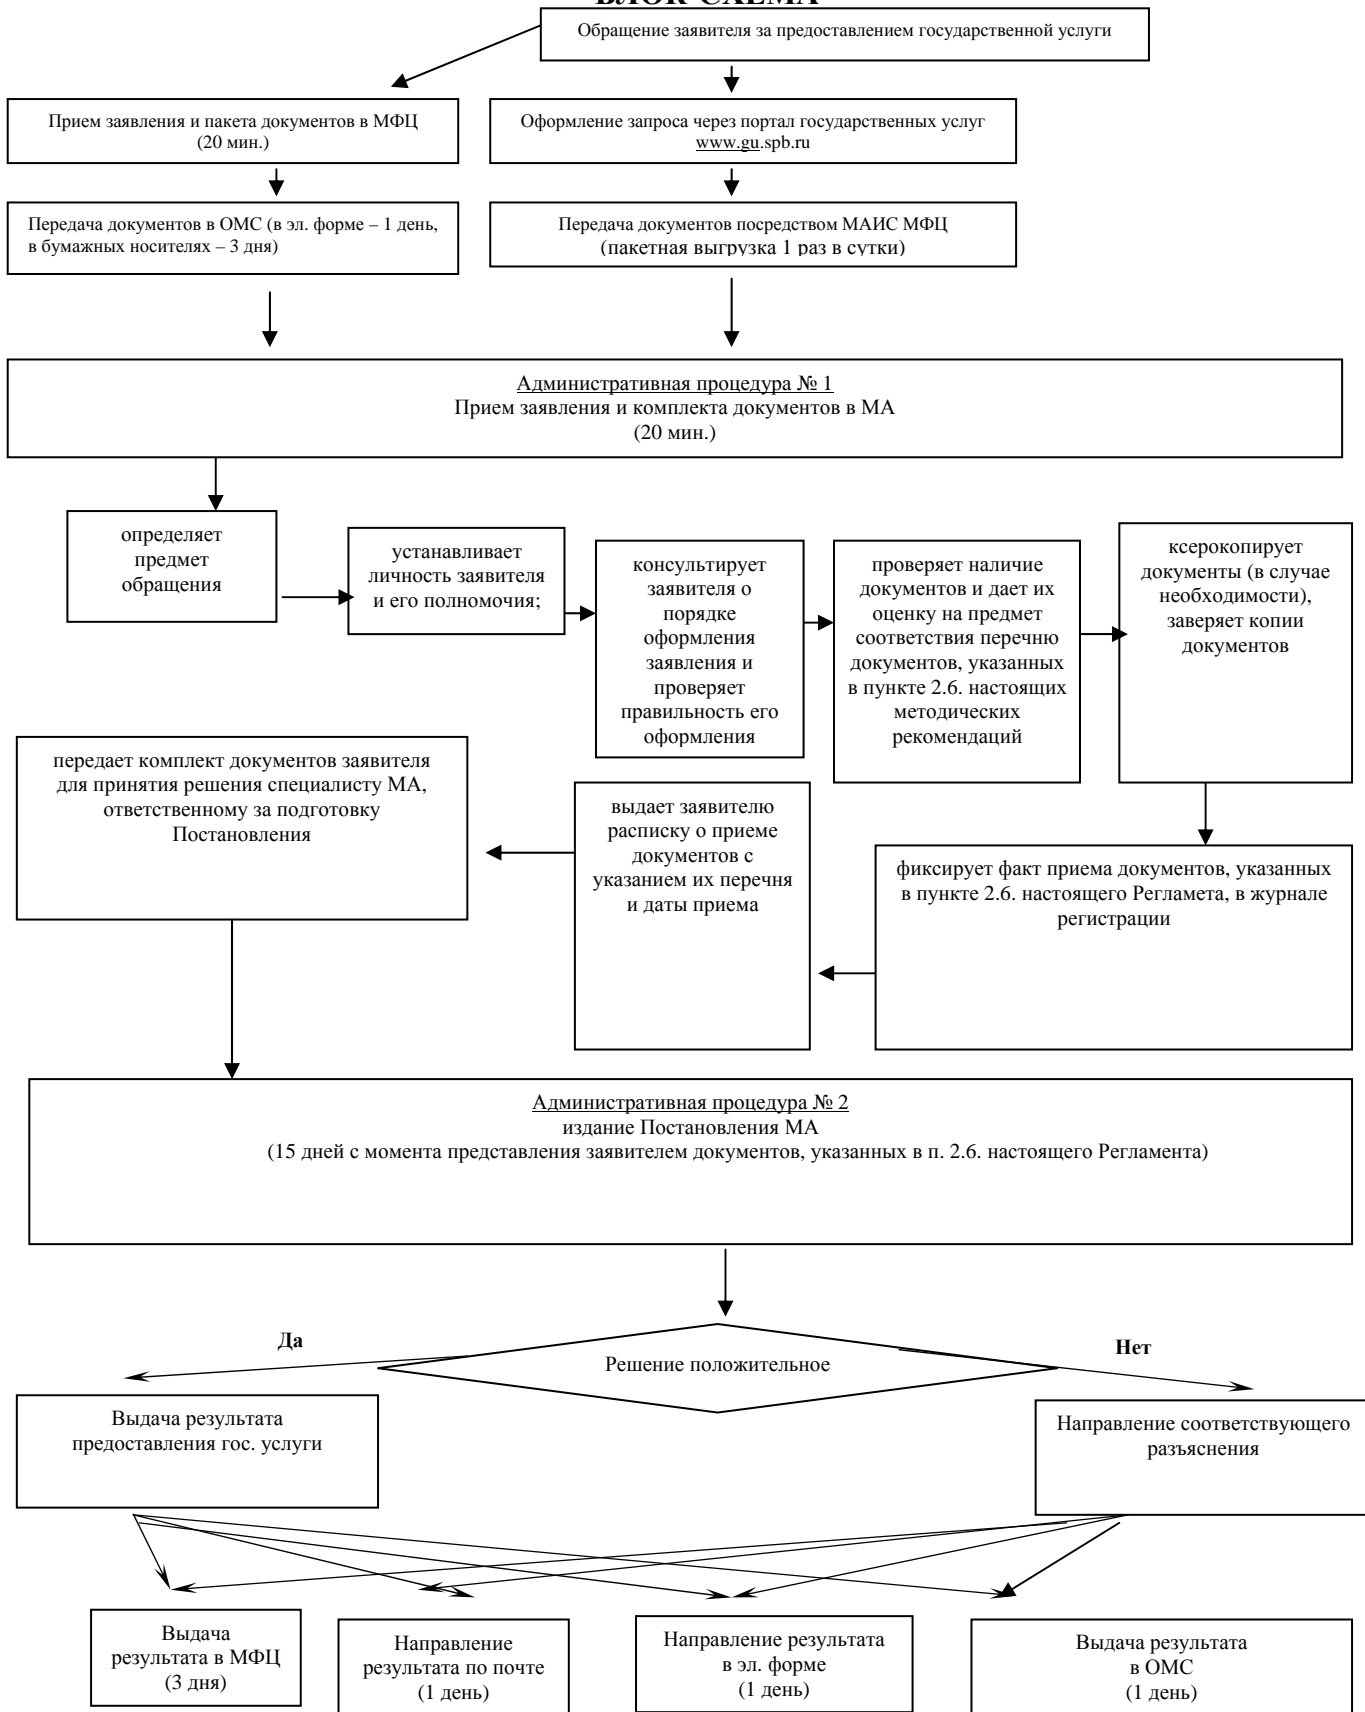 БЛОК-СХЕМА
Обращение заявителя за предоставлением государственной услуги
Прием заявления и пакета документов в МФЦ
(20 мин.)
Оформление запроса через портал государственных услуг
www.gu.spb.ru
Передача документов в ОМС (в эл. форме – 1 день,
в бумажных носителях – 3 дня)
Передача документов посредством МАИС МФЦ
(пакетная выгрузка 1 раз в сутки)
Административная процедура № 1
Прием заявления и комплекта документов в МА
(20 мин.)
определяет
предмет
обращения
устанавливает
личность заявителя
и его полномочия;
консультирует
заявителя о
порядке
оформления
заявления и
проверяет
правильность его
оформления
проверяет наличие
документов и дает их
оценку на предмет
соответствия перечню
документов, указанных
в пункте 2.6. настоящих
методических
рекомендаций
ксерокопирует
документы (в случае
необходимости),
заверяет копии
документов
передает комплект документов заявителя
для принятия решения специалисту МА,
ответственному за подготовку
Постановления
выдает заявителю
расписку о приеме
документов с
указанием их перечня
и даты приема
фиксирует факт приема документов, указанных
в пункте 2.6. настоящего Регламета, в журнале
регистрации
Административная процедура № 2
издание Постановления МА
(15 дней с момента представления заявителем документов, указанных в п. 2.6. настоящего Регламента)
Да
Решение положительное
Нет
Выдача результата
предоставления гос. услуги
Направление соответствующего
разъяснения
Выдача
результата в МФЦ
(3 дня)
Направление
результата по почте
(1 день)
Направление результата
в эл. форме
(1 день)
Выдача результата
в ОМС
(1 день)